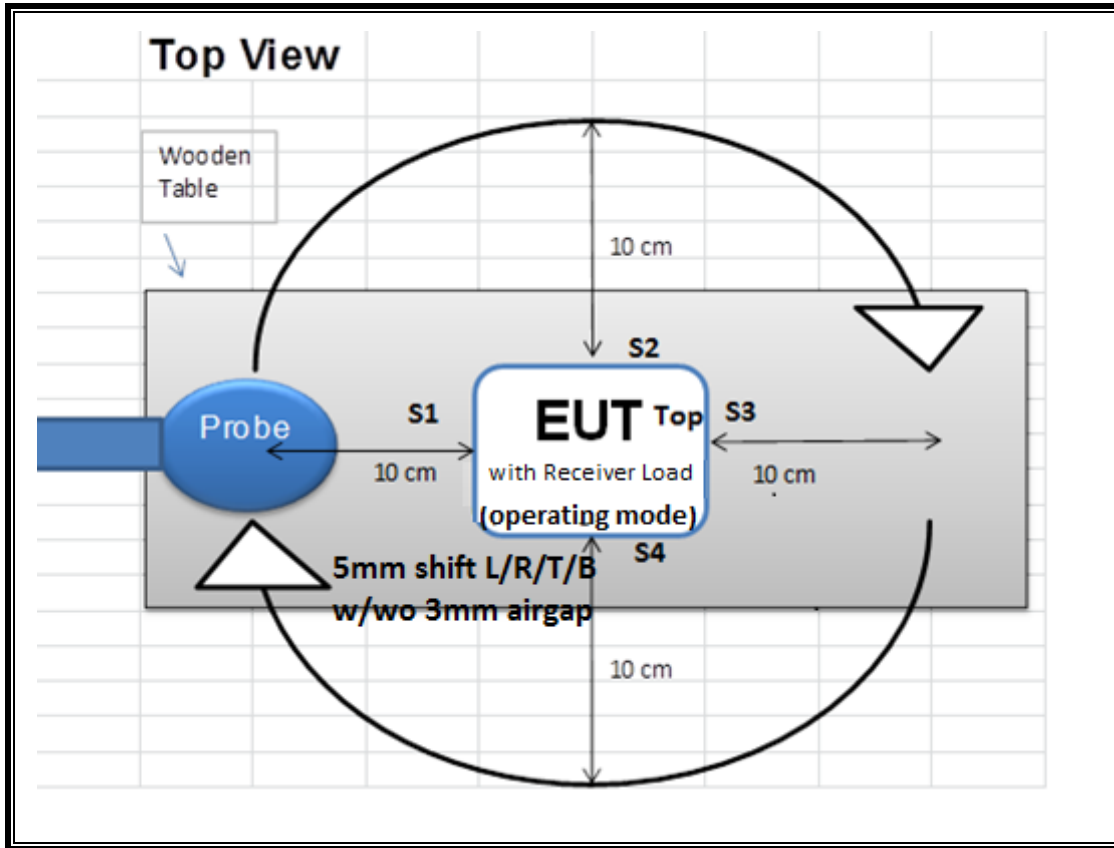 Top View
Wooden
Table
10 cm
S2
Probe
S1
EUT Top
S3
10 cm
with Receiver Load
10 cm
(operating mode)
S4
5mm shift L/R/T/B
w/wo 3mm airgap
10 cm